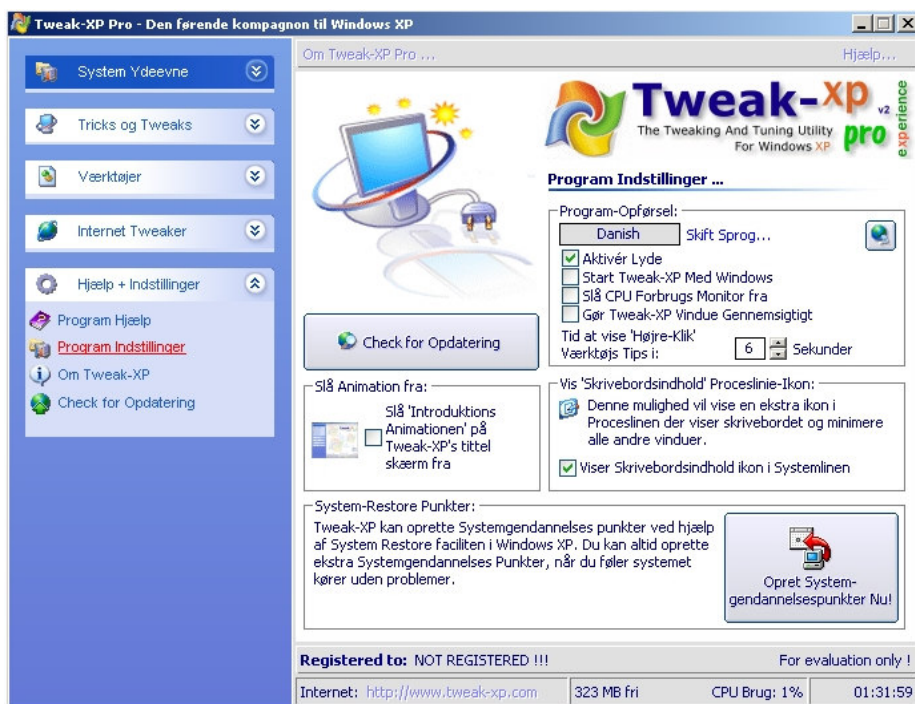 Tweak-XP Pro - Den førende kompagnon til Windows XP
System Ydeevne
Tricks og Tweaks
Værktøjer
Internet Tweaker
Hjælp + Indstillinger
Program Hjælp
Program Indstillinger
Om Tweak-XP
Check for Opdatering
Om Tweak-XP Pro ...
Hjælp...
Tweak-XP v2
pro
experience
The Tweaking And Tuning Utility
For Windows XP
Program Indstillinger ...
Program-Opførsel:
Danish
Skift Sprog...
Aktivér Lyde
Start Tweak-XP Med Windows
Slå CPU Forbrugs Monitor fra
Gør Tweak-XP Vindue Gennemsigtigt
Tid at vise 'Højre-Klik'
Værktøjs Tips i: 6 Sekunder
Check for Opdatering
Slå Animation fra:
Slå 'Introduktions
Animationen' på
Tweak-XP's tittel
skærm fra
Vis 'Skrivebordsindhold' Proceslinie-Ikon:
Denne mulighed vil vise en ekstra ikon i
Proceslinen der viser skrivebordet og minimere
alle andre vinduer.
Viser Skrivebordsindhold ikon i Systemlinen
System-Restore Punkter:
Tweak-XP kan oprette Systemgendannelses punkter ved hjælp
af System Restore faciliten i Windows XP. Du kan altid oprette
ekstra Systemgendannelses Punkter, når du føler systemet
kører uden problemer.
Opret System-
gendannelsespunkter Nu!
Registered to: NOT REGISTERED !!!
For evaluation only !
Internet: http://www.tweak-xp.com
323 MB fri
CPU Brug: 1%
01:31:59